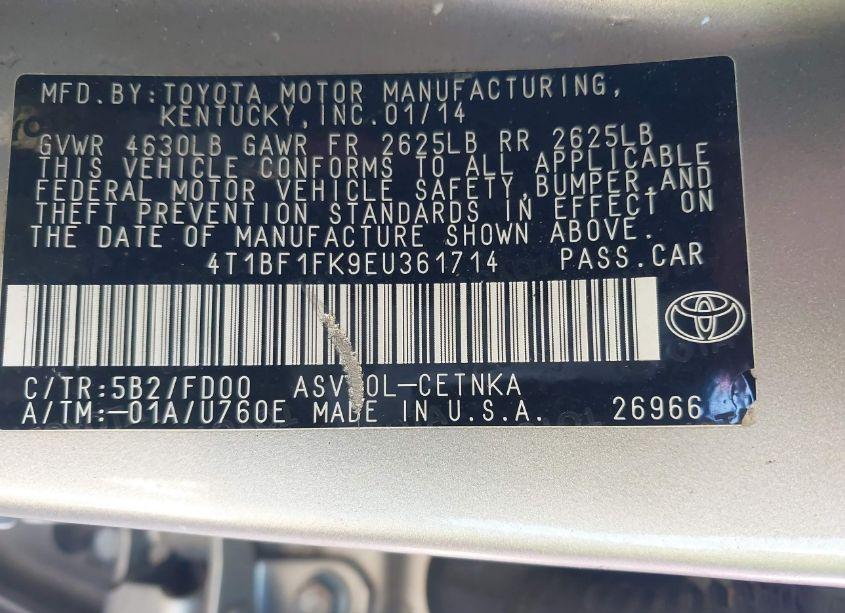 MFD.BY:TOYOTA MOTOR MANUFACTURING,
KENTUCKY, INC. 01/14
GVWR 4630LB GAWR FR 2625LB RR 2625LB
THIS VEHICLE CONFORMS TO ALL APPLICABLE
FEDERAL MOTOR VEHICLE SAFETY,BUMPER,AND
THEFT PREVENTION STANDARDS IN EFFECT ON
THE DATE OF MANUFACTURE SHOWN ABOVE.
4T1BF1FK9EU361714 PASS.CAR
C/TR:5B2/FD00 OL-CETNKA
A/TM:-01A/U760E MADE IN U.S.A. 26966